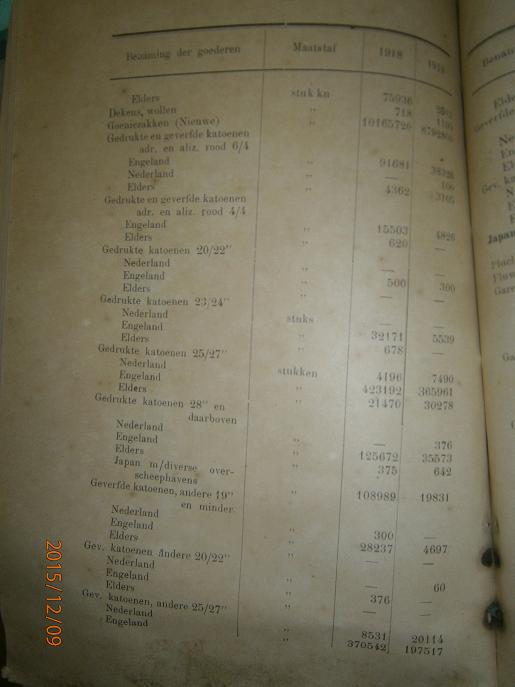 Benaming der goederen Maatstaf 1918
Elders stukkn 75936
Dekens, wollen " 718
Goeniezakken (Nieuwe) " 10165720
Gedrukte en geverfde katoenen
adr. en aliz. rood 6/4
Engeland " 91681
Nederland " —
Elders " 4362
Gedrukte en geverfde katoenen
adr. en aliz. rood 4/4
Engeland " 15503 4826
Elders " 620 —
Gedrukte katoenen 20/22"
Nederland " — —
Engeland " — —
Elders " 500 300
Gedrukte katoenen 23/24"
Nederland stuks — —
Engeland " 32171 5539
Elders " 678 —
Gedrukte katoenen 25/27"
Nederland stukken 4196 7490
Engeland " 423192 365961
Elders " 21470 30278
Gedrukte katoenen 28" en
daarboven
Nederland " — 376
Engeland " 125672 35573
Elders " 375 642
Japan m/diverse over-
scheephavens " 108989 19831
Geverfde katoenen, andere 19"
en minder.
Nederland " 300 —
Engeland " 28237 4697
Elders " — —
Gev. katoenen andere 20/22"
Nederland " — 60
Engeland " 376 —
Elders " — —
Gev. katoenen, andere 25/27"
Nederland " 8531 20114
Engeland " 370542 197517
2015/12/09